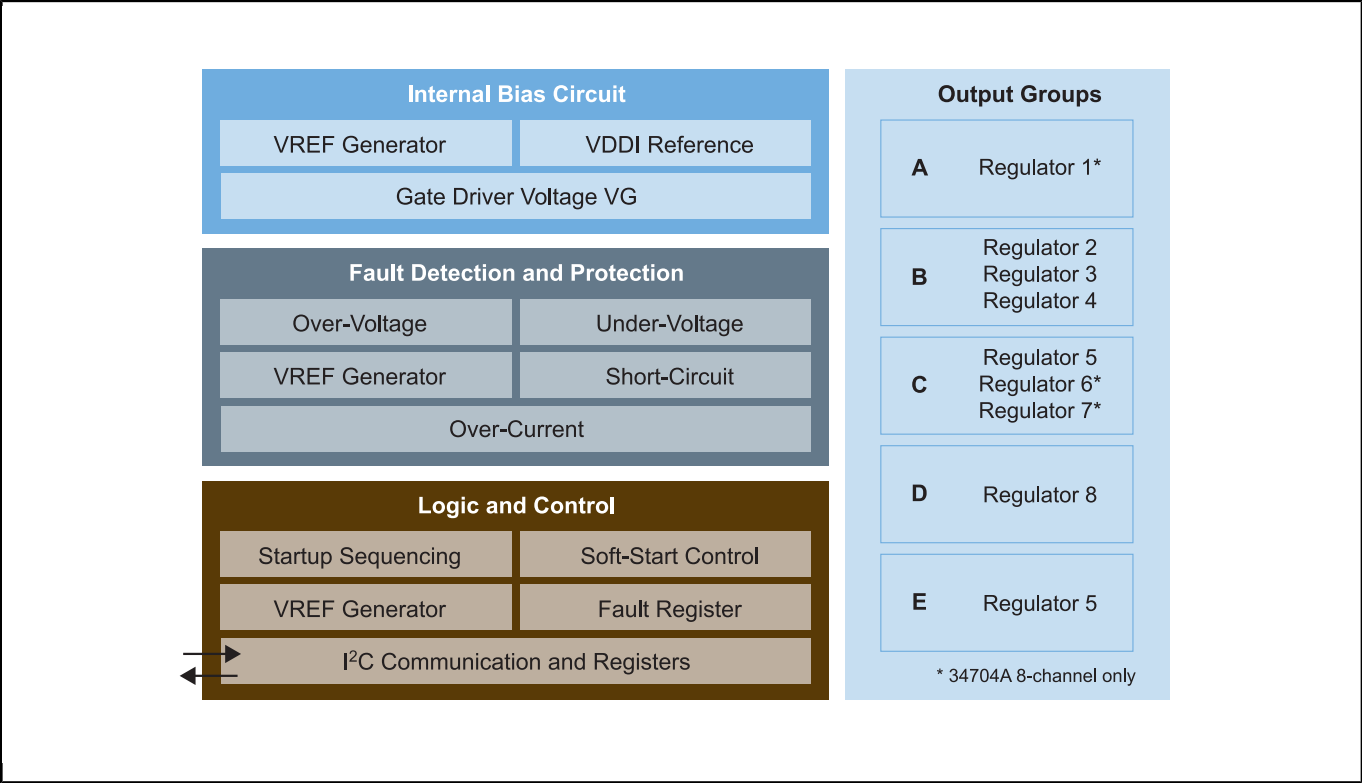 Internal Bias Circuit
VREF Generator
VDDI Reference
Gate Driver Voltage VG
Fault Detection and Protection
Over-Voltage
Under-Voltage
VREF Generator
Short-Circuit
Over-Current
Logic and Control
Startup Sequencing
Soft-Start Control
VREF Generator
Fault Register
I²C Communication and Registers
Output Groups
A
Regulator 1*
B
Regulator 2
Regulator 3
Regulator 4
C
Regulator 5
Regulator 6*
Regulator 7*
D
Regulator 8
E
Regulator 5
* 34704A 8-channel only